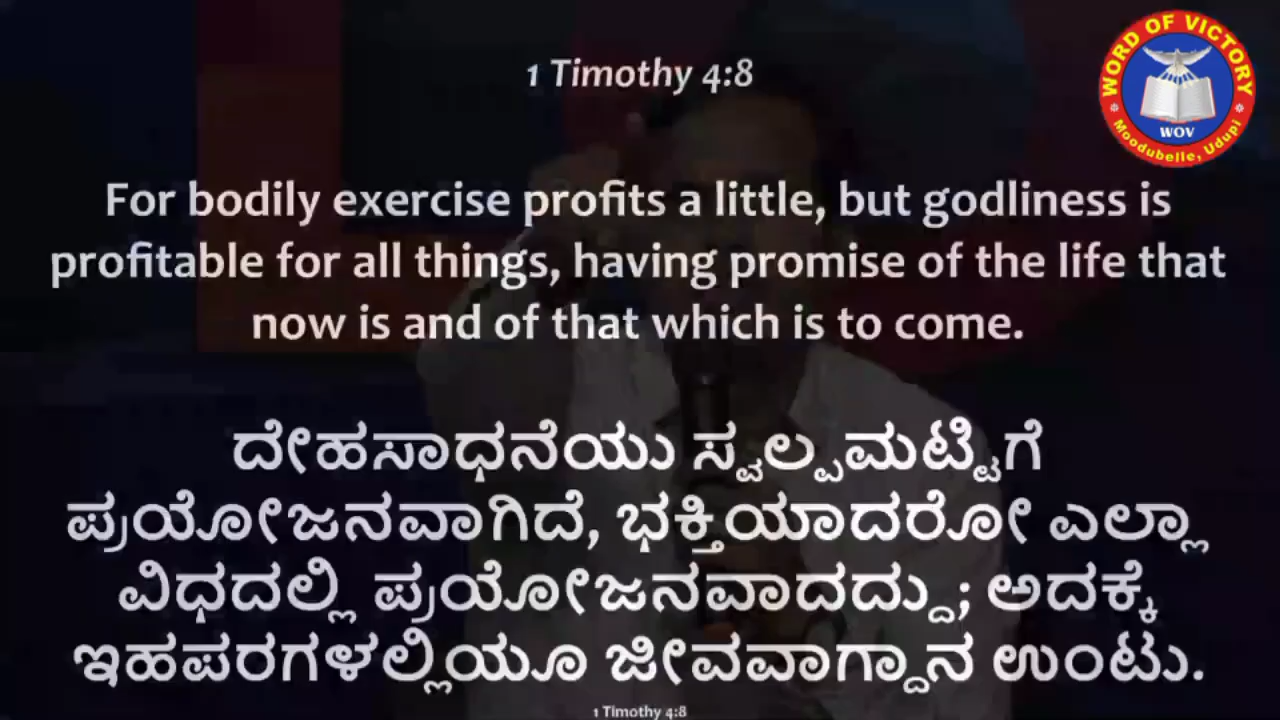 1 Timothy 4:8
WORD OF VICTORY
WOV
Moodubelle, Udupi
For bodily exercise profits a little, but godliness is
profitable for all things, having promise of the life that
now is and of that which is to come.
ದೇಹಸಾಧನೆಯು ಸ್ವಲ್ಪಮಟ್ಟಿಗೆ
ಪ್ರಯೋಜನವಾಗಿದೆ, ಭಕ್ತಿಯಾದರೋ ಎಲ್ಲಾ
ವಿಧದಲ್ಲಿ ಪ್ರಯೋಜನವಾದದ್ದು; ಅದಕ್ಕೆ
ಇಹಪರಗಳಲ್ಲಿಯೂ ಜೀವವಾಗ್ದಾನ ಉಂಟು.
1 Timothy 4:8